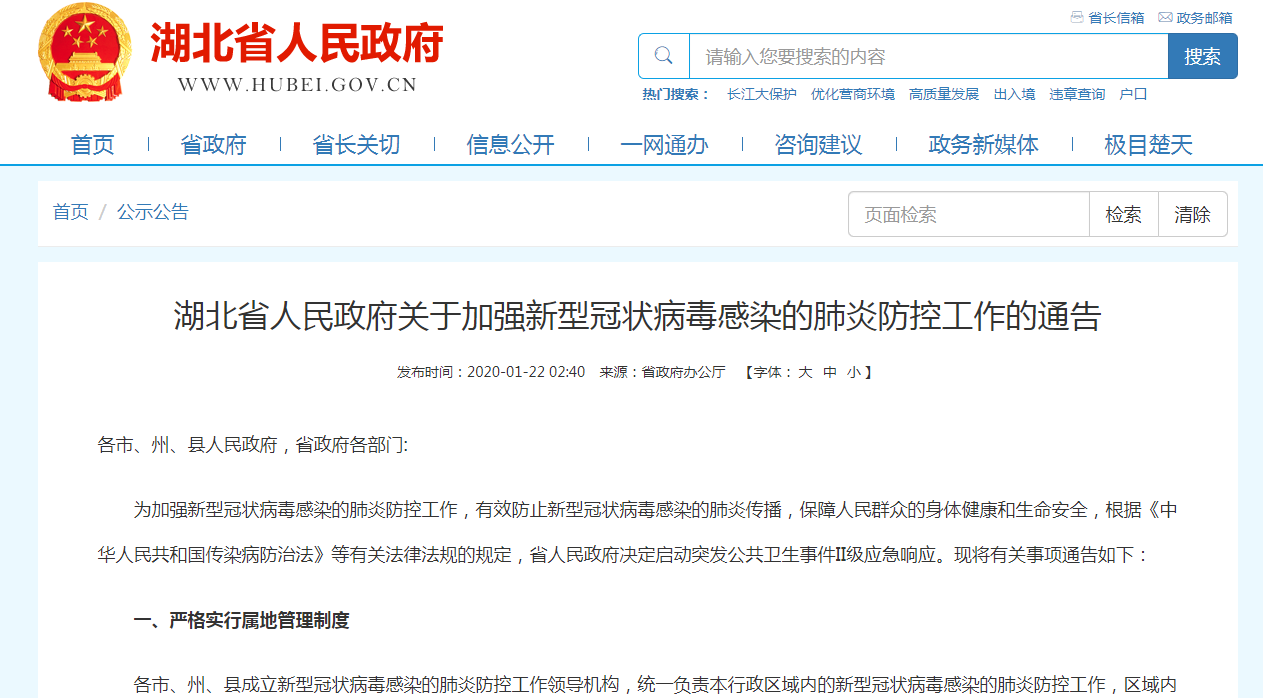 省长信箱 政务邮箱
湖北省人民政府
WWW.HUBEI.GOV.CN
请输入您要搜索的内容 搜索
热门搜索： 长江大保护 优化营商环境 高质量发展 出入境 违章查询 户口
首页 省政府 省长关切 信息公开 一网通办 咨询建议 政务新媒体 极目楚天
首页 / 公示公告 页面检索 检索 清除
湖北省人民政府关于加强新型冠状病毒感染的肺炎防控工作的通告
发布时间：2020-01-22 02:40 来源：省政府办公厅 【字体： 大 中 小 】
各市、州、县人民政府，省政府各部门:
为加强新型冠状病毒感染的肺炎防控工作，有效防止新型冠状病毒感染的肺炎传播，保障人民群众的身体健康和生命安全，根据《中
华人民共和国传染病防治法》等有关法律法规的规定，省人民政府决定启动突发公共卫生事件II级应急响应。现将有关事项通告如下：
一、严格实行属地管理制度
各市、州、县成立新型冠状病毒感染的肺炎防控工作领导机构，统一负责本行政区域内的新型冠状病毒感染的肺炎防控工作，区域内